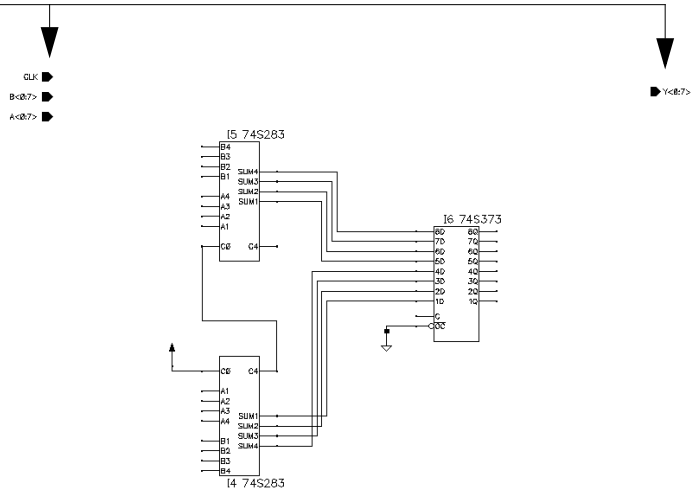 CLK
B<0:7>
A<0:7>
Y<0:7>
I5 74S283
B4
B3
B2
B1
A4
A3
A2
A1
C0
SUM4
SUM3
SUM2
SUM1
C4
I6 74S373
8D 8Q
7D 7Q
6D 6Q
5D 5Q
4D 4Q
3D 3Q
2D 2Q
1D 1Q
G
OC
C0 C4
A1
A2
A3
A4
B1
B2
B3
B4
SUM1
SUM2
SUM3
SUM4
I4 74S283